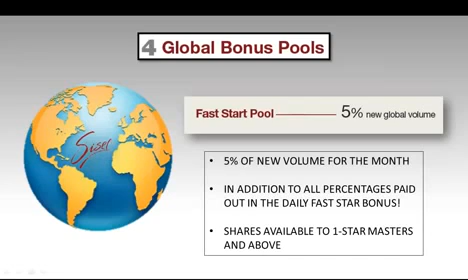 4 Global Bonus Pools
Sisel
Fast Start Pool 5% new global volume
• 5% OF NEW VOLUME FOR THE MONTH
• IN ADDITION TO ALL PERCENTAGES PAID
OUT IN THE DAILY FAST STAR BONUS!
• SHARES AVAILABLE TO 1-STAR MASTERS
AND ABOVE